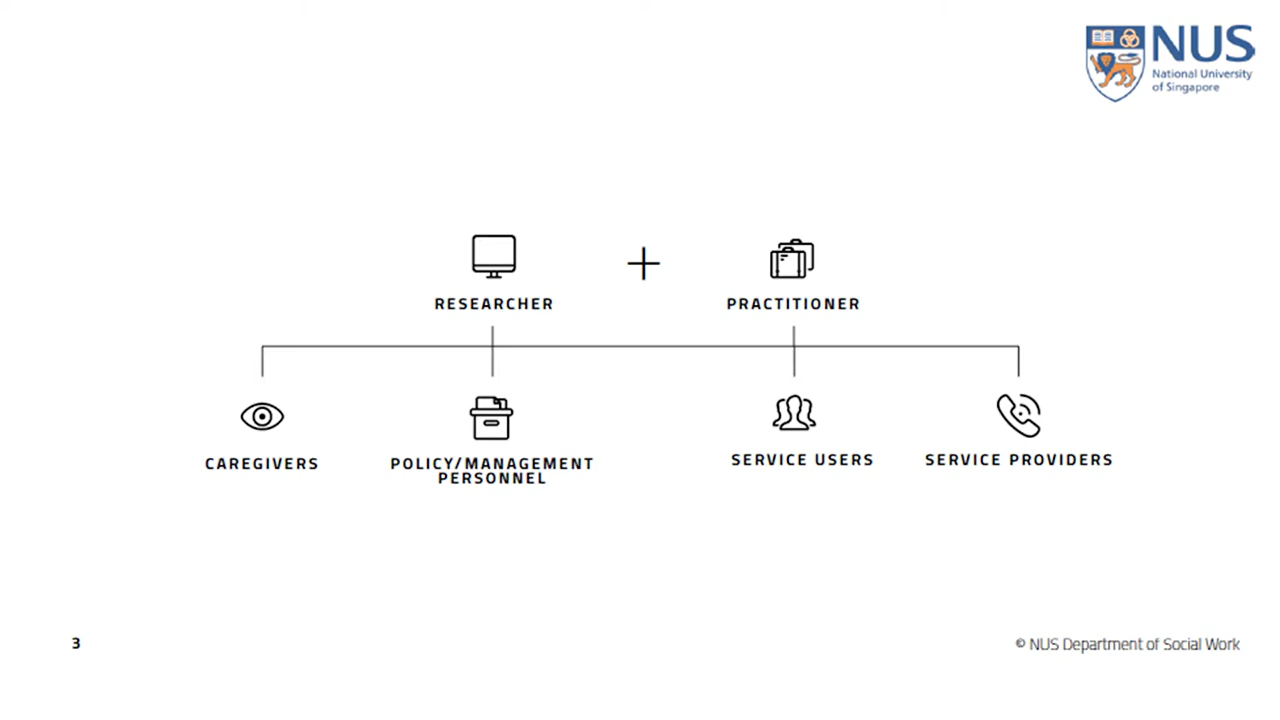 NUS
National University
of Singapore
RESEARCHER
PRACTITIONER
CAREGIVERS
POLICY/MANAGEMENT
PERSONNEL
SERVICE USERS
SERVICE PROVIDERS
3
© NUS Department of Social Work